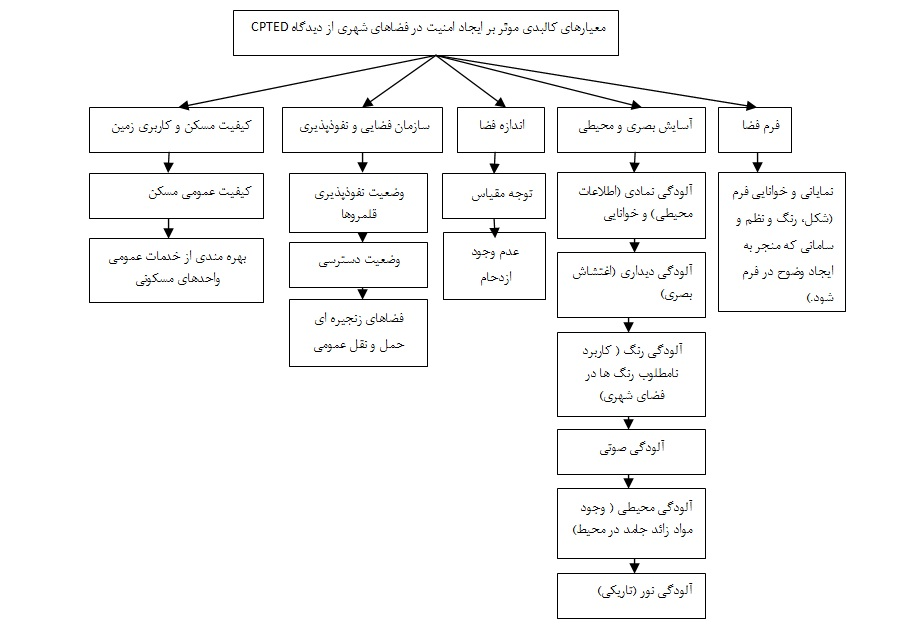 معیارهای کالبدی موثر بر ایجاد امنیت در فضاهای شهری از دیدگاه CPTED
فرم فضا
نمایانی و خوانایی فرم
(شکل، رنگ و نظم و
سامانی که منجر به
ایجاد وضوح در فرم
شود.)
آسایش بصری و محیطی
آلودگی نمادی (اطلاعات
محیطی) و خوانایی
آلودگی دیداری (اغتشاش
بصری)
آلودگی رنگ ( کاربرد
نامطلوب رنگ ها در
فضای شهری)
آلودگی صوتی
آلودگی محیطی ( وجود
مواد زائد جامد در محیط)
آلودگی نور (تاریکی)
اندازه فضا
توجه مقیاس
عدم وجود
ازدحام
سازمان فضایی و نفوذپذیری
وضعیت نفوذپذیری
قلمروها
وضعیت دسترسی
فضاهای زنجیره ای
حمل و نقل عمومی
کیفیت مسکن و کاربری زمین
کیفیت عمومی مسکن
بهره مندی از خدمات عمومی
واحدهای مسکونی